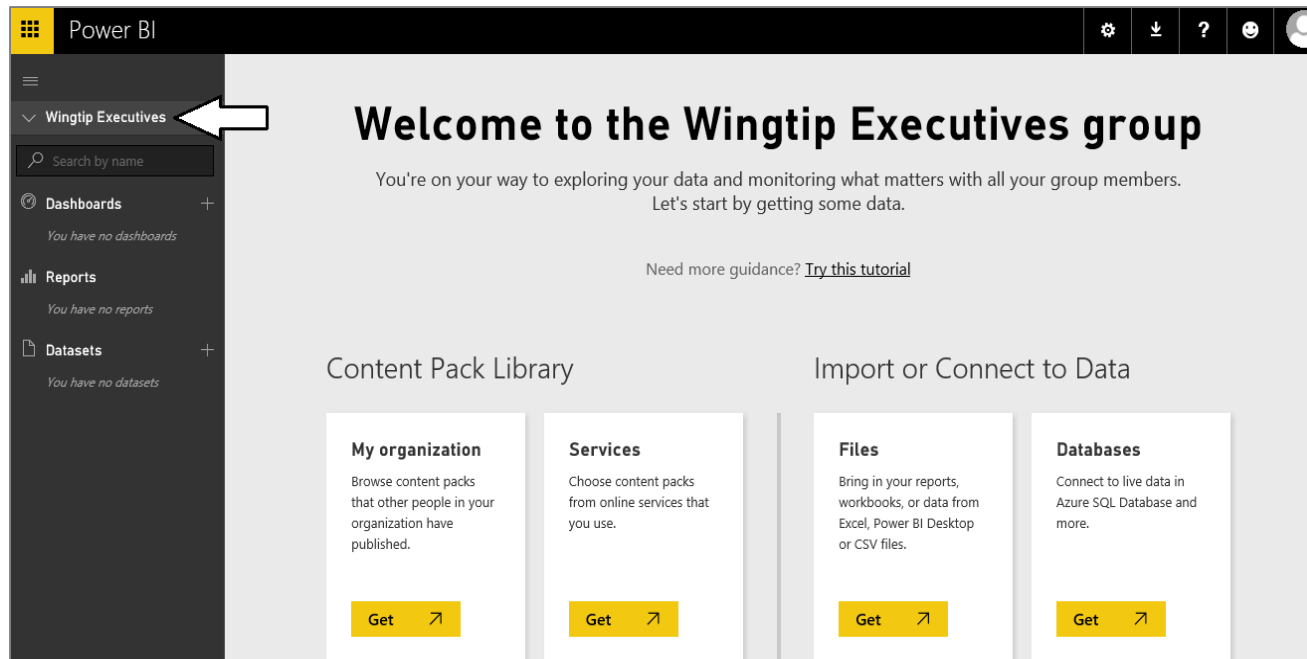 Power BI
?
Wingtip Executives
Search by name
Dashboards
You have no dashboards
Reports
You have no reports
Datasets
You have no datasets
Welcome to the Wingtip Executives group
You're on your way to exploring your data and monitoring what matters with all your group members.
Let's start by getting some data.
Need more guidance? Try this tutorial
Content Pack Library
My organization
Browse content packs
that other people in your
organization have
published.
Get
Services
Choose content packs
from online services that
you use.
Get
Import or Connect to Data
Files
Bring in your reports,
workbooks, or data from
Excel, Power BI Desktop
or CSV files.
Get
Databases
Connect to live data in
Azure SQL Database and
more.
Get